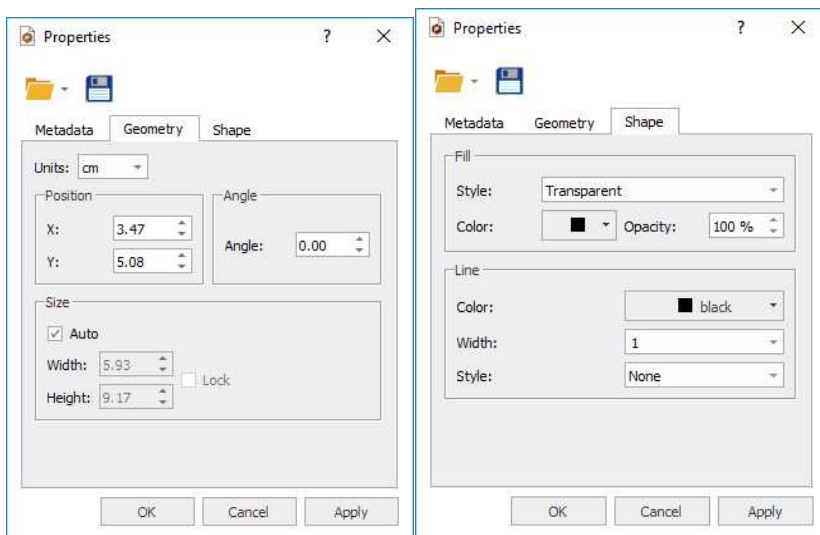 Properties ? ×
Metadata Geometry Shape
Units: cm
Position
X: 3.47
Y: 5.08
Angle
Angle: 0.00
Size
Auto
Width: 5.93
Height: 9.17
Lock
OK Cancel Apply
Properties ? ×
Metadata Geometry Shape
Fill
Style: Transparent
Color: Opacity: 100 %
Line
Color: black
Width: 1
Style: None
OK Cancel Apply